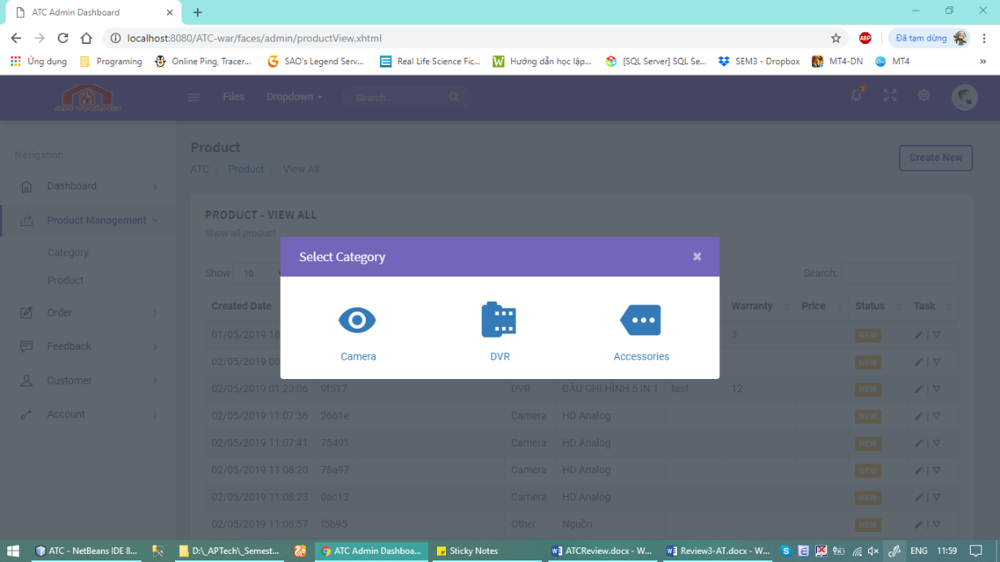 ATC Admin Dashboard
localhost:8080/ATC-war/faces/admin/productView.xhtml
ABP
Đã tạm dừng
Ứng dụng Programing Online Ping, Tracer... SAO's Legend Serv... Real Life Science Fic... Hướng dẫn học lập... [SQL Server] SQL Se... SEM3 - Dropbox MT4-DN MT4 »
Files Dropdown Search... 3
Navigation
Dashboard
Product Management
Category
Product
Order
Feedback
Customer
Account
Product
ATC / Product / View All
Create New
PRODUCT - VIEW ALL
Show all product
Show 10
Search:
Select Category ×
Camera DVR Accessories
Created Date Warranty Price Status Task
01/05/2019 18 3 NEW |
02/05/2019 00 NEW |
02/05/2019 01:23:06 9f517 DVR ĐẦU GHI HÌNH 5 IN 1 test 12 NEW |
02/05/2019 11:07:36 2661e Camera HD Analog NEW |
02/05/2019 11:07:41 75491 Camera HD Analog NEW |
02/05/2019 11:08:20 75a97 Camera HD Analog NEW |
02/05/2019 11:08:23 0ac13 Camera HD Analog NEW |
02/05/2019 11:08:57 f5b95 Other Nguồn NEW |
ATC - NetBeans IDE 8... D:\_APTech\_Semest... ATC Admin Dashboa... Sticky Notes ATCReview.docx - W... Review3-AT.docx - W... ENG 11:59